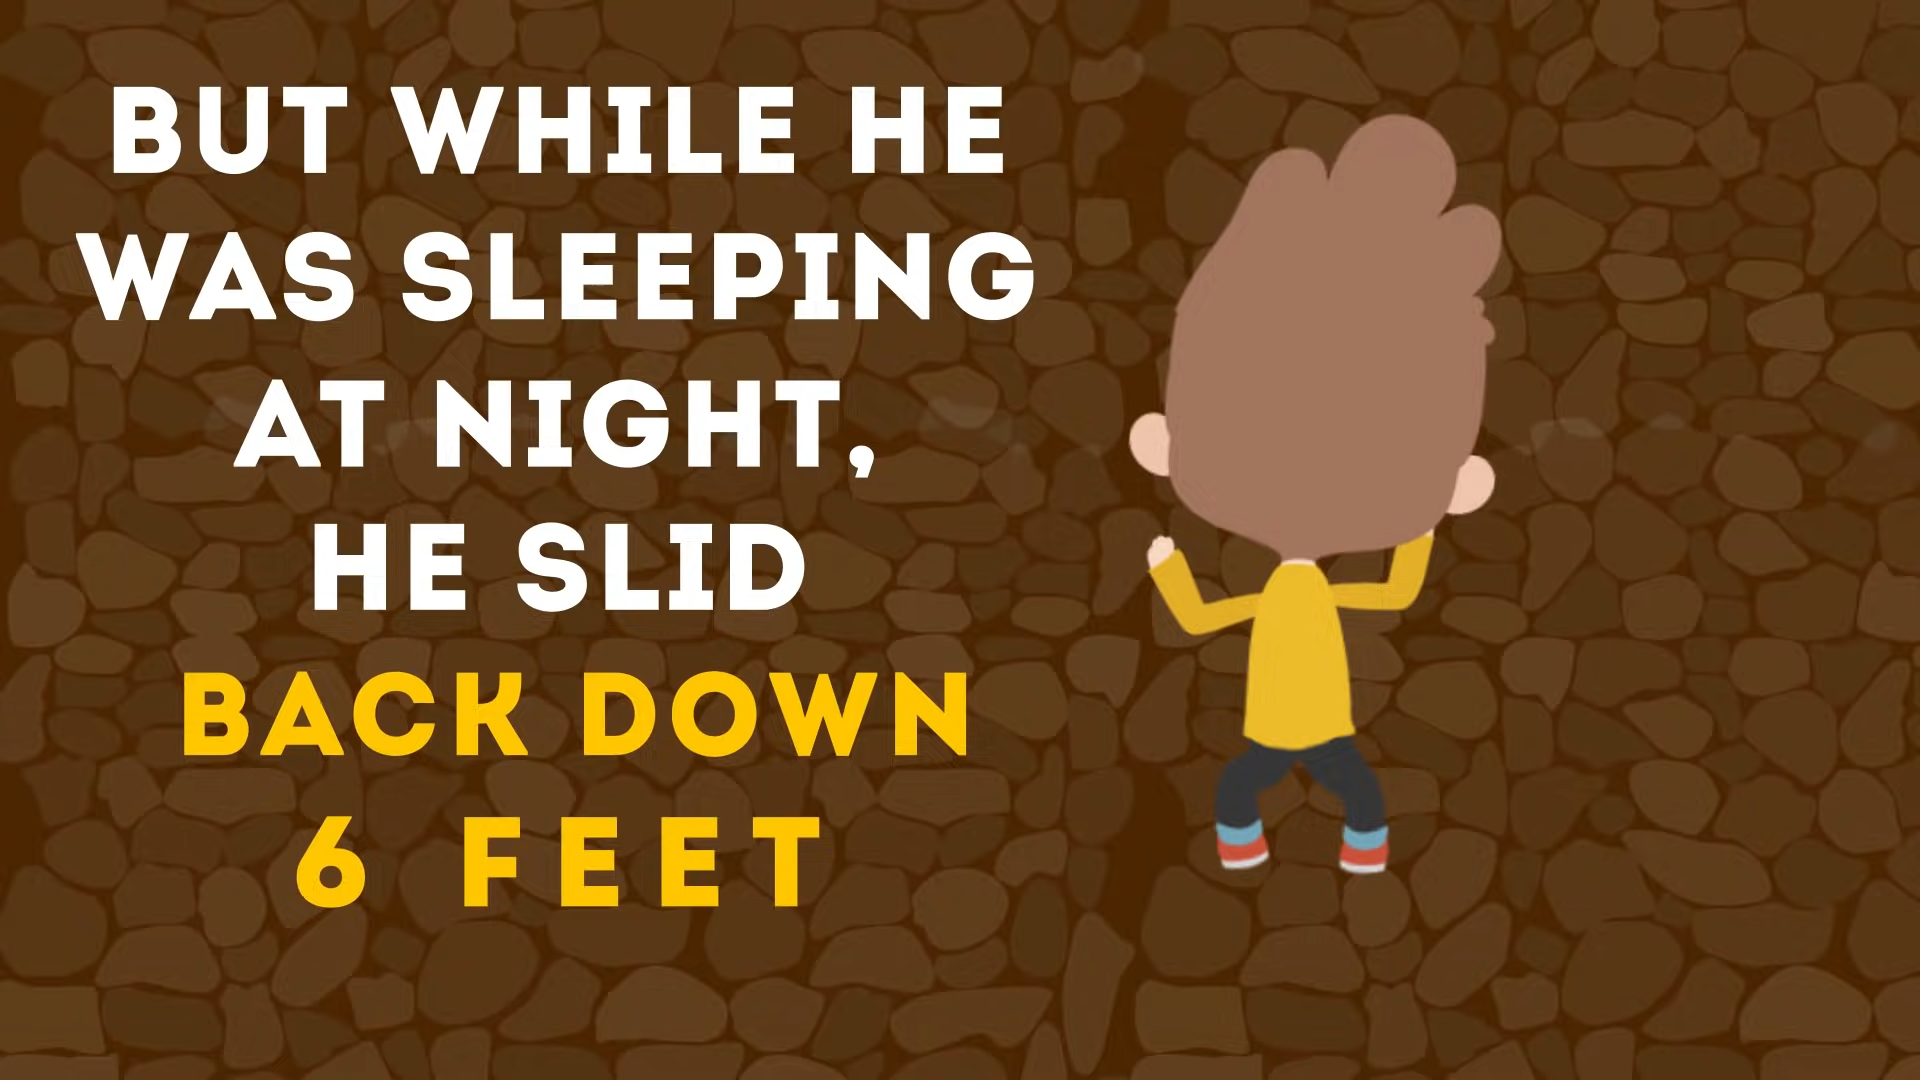 BUT WHILE HE
WAS SLEEPING
AT NIGHT,
HE SLID
BACK DOWN
6 FEET